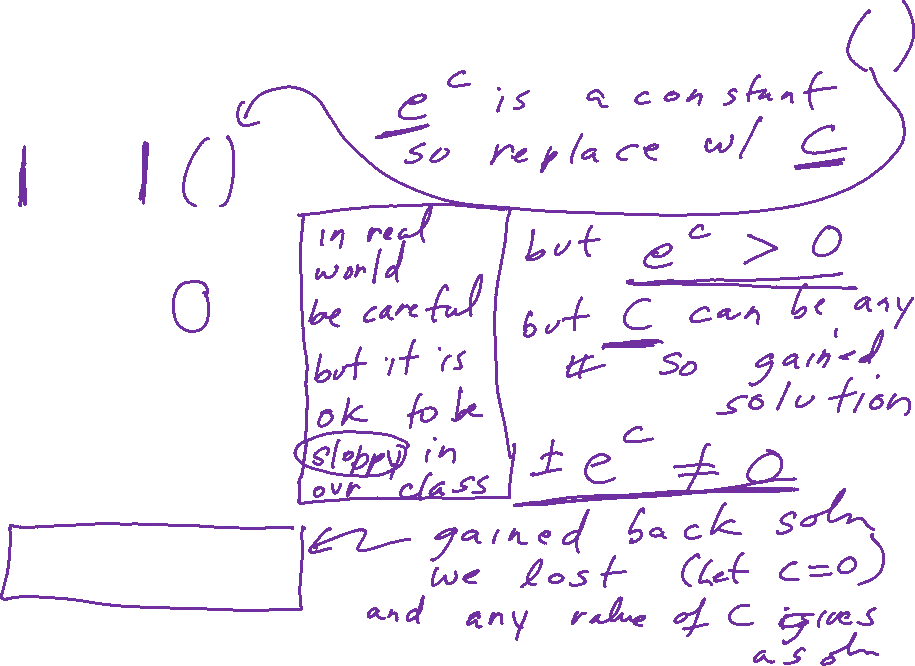 ( )
e^c is a constant
so replace w/ C
| | ( )
in real
world
be careful
but it is
ok to be
sloppy in
our class
0
but e^c > 0
but C can be any
# so gained
solution
± e^c ≠ 0
gained back soln
we lost (Let C=0)
and any value of C gives
a soln